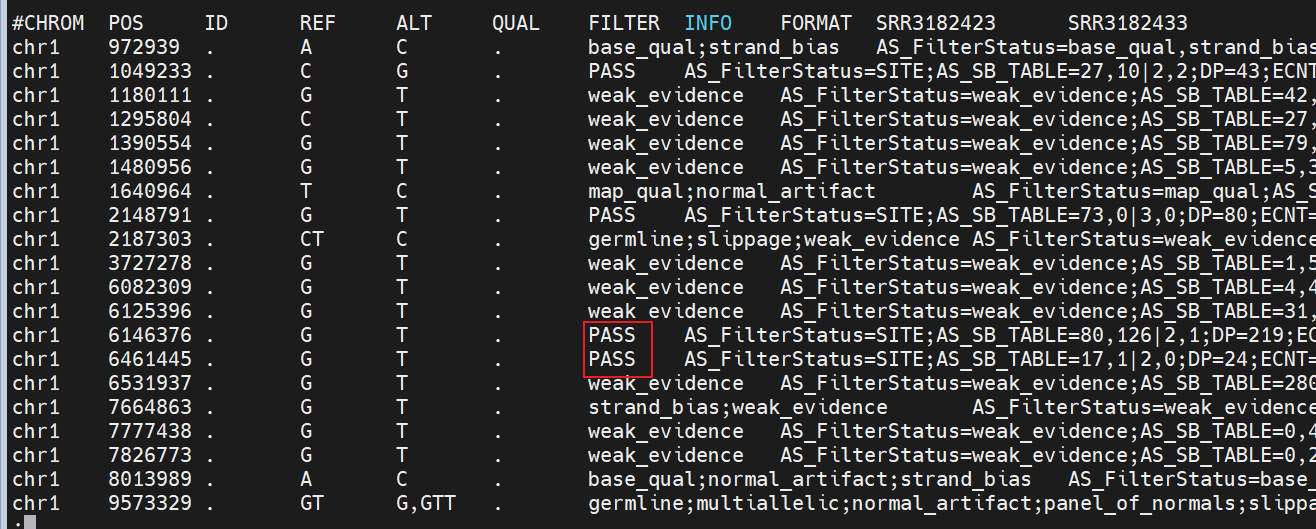 #CHROM POS ID REF ALT QUAL FILTER INFO FORMAT SRR3182423 SRR3182433
chr1 972939 . A C . base_qual;strand_bias AS_FilterStatus=base_qual,strand_bias
chr1 1049233 . C G . PASS AS_FilterStatus=SITE;AS_SB_TABLE=27,10|2,2;DP=43;ECNT
chr1 1180111 . G T . weak_evidence AS_FilterStatus=weak_evidence;AS_SB_TABLE=42,
chr1 1295804 . C T . weak_evidence AS_FilterStatus=weak_evidence;AS_SB_TABLE=27,
chr1 1390554 . G T . weak_evidence AS_FilterStatus=weak_evidence;AS_SB_TABLE=79,
chr1 1480956 . G T . weak_evidence AS_FilterStatus=weak_evidence;AS_SB_TABLE=5,3
chr1 1640964 . T C . map_qual;normal_artifact AS_FilterStatus=map_qual;AS_S
chr1 2148791 . G T . PASS AS_FilterStatus=SITE;AS_SB_TABLE=73,0|3,0;DP=80;ECNT=
chr1 2187303 . CT C . germline;slippage;weak_evidence AS_FilterStatus=weak_evidence
chr1 3727278 . G T . weak_evidence AS_FilterStatus=weak_evidence;AS_SB_TABLE=1,5
chr1 6082309 . G T . weak_evidence AS_FilterStatus=weak_evidence;AS_SB_TABLE=4,4
chr1 6125396 . G T . weak_evidence AS_FilterStatus=weak_evidence;AS_SB_TABLE=31,
chr1 6146376 . G T . PASS AS_FilterStatus=SITE;AS_SB_TABLE=80,126|2,1;DP=219;EC
chr1 6461445 . G T . PASS AS_FilterStatus=SITE;AS_SB_TABLE=17,1|2,0;DP=24;ECNT=
chr1 6531937 . G T . weak_evidence AS_FilterStatus=weak_evidence;AS_SB_TABLE=280
chr1 7664863 . G T . strand_bias;weak_evidence AS_FilterStatus=weak_evidence
chr1 7777438 . G T . weak_evidence AS_FilterStatus=weak_evidence;AS_SB_TABLE=0,4
chr1 7826773 . G T . weak_evidence AS_FilterStatus=weak_evidence;AS_SB_TABLE=0,2
chr1 8013989 . A C . base_qual;normal_artifact;strand_bias AS_FilterStatus=base_
chr1 9573329 . GT G,GTT . germline;multiallelic;normal_artifact;panel_of_normals;slippa
: